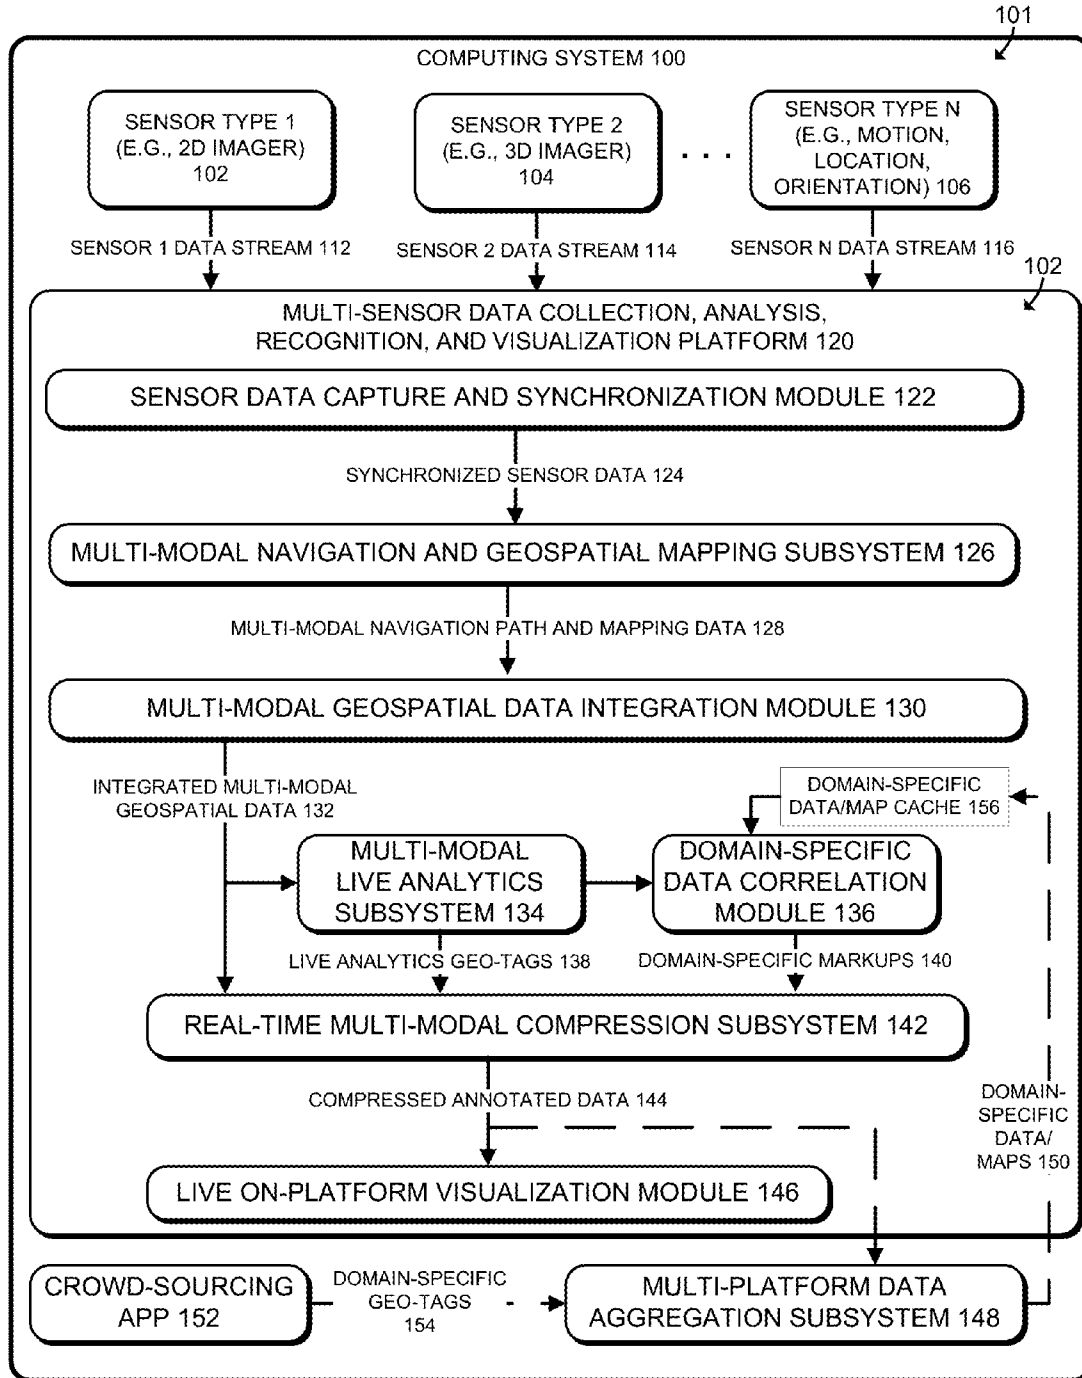 101
COMPUTING SYSTEM 100
SENSOR TYPE 1
(E.G., 2D IMAGER)
102
SENSOR TYPE 2
(E.G., 3D IMAGER)
104
. . .
SENSOR TYPE N
(E.G., MOTION,
LOCATION,
ORIENTATION) 106
SENSOR 1 DATA STREAM 112
SENSOR 2 DATA STREAM 114
SENSOR N DATA STREAM 116
102
MULTI-SENSOR DATA COLLECTION, ANALYSIS,
RECOGNITION, AND VISUALIZATION PLATFORM 120
SENSOR DATA CAPTURE AND SYNCHRONIZATION MODULE 122
SYNCHRONIZED SENSOR DATA 124
MULTI-MODAL NAVIGATION AND GEOSPATIAL MAPPING SUBSYSTEM 126
MULTI-MODAL NAVIGATION PATH AND MAPPING DATA 128
MULTI-MODAL GEOSPATIAL DATA INTEGRATION MODULE 130
INTEGRATED MULTI-MODAL
GEOSPATIAL DATA 132
DOMAIN-SPECIFIC
DATA/MAP CACHE 156
MULTI-MODAL
LIVE ANALYTICS
SUBSYSTEM 134
DOMAIN-SPECIFIC
DATA CORRELATION
MODULE 136
LIVE ANALYTICS GEO-TAGS 138
DOMAIN-SPECIFIC MARKUPS 140
REAL-TIME MULTI-MODAL COMPRESSION SUBSYSTEM 142
COMPRESSED ANNOTATED DATA 144
DOMAIN-
SPECIFIC
DATA/
MAPS 150
LIVE ON-PLATFORM VISUALIZATION MODULE 146
CROWD-SOURCING
APP 152
DOMAIN-SPECIFIC
GEO-TAGS
154
MULTI-PLATFORM DATA
AGGREGATION SUBSYSTEM 148